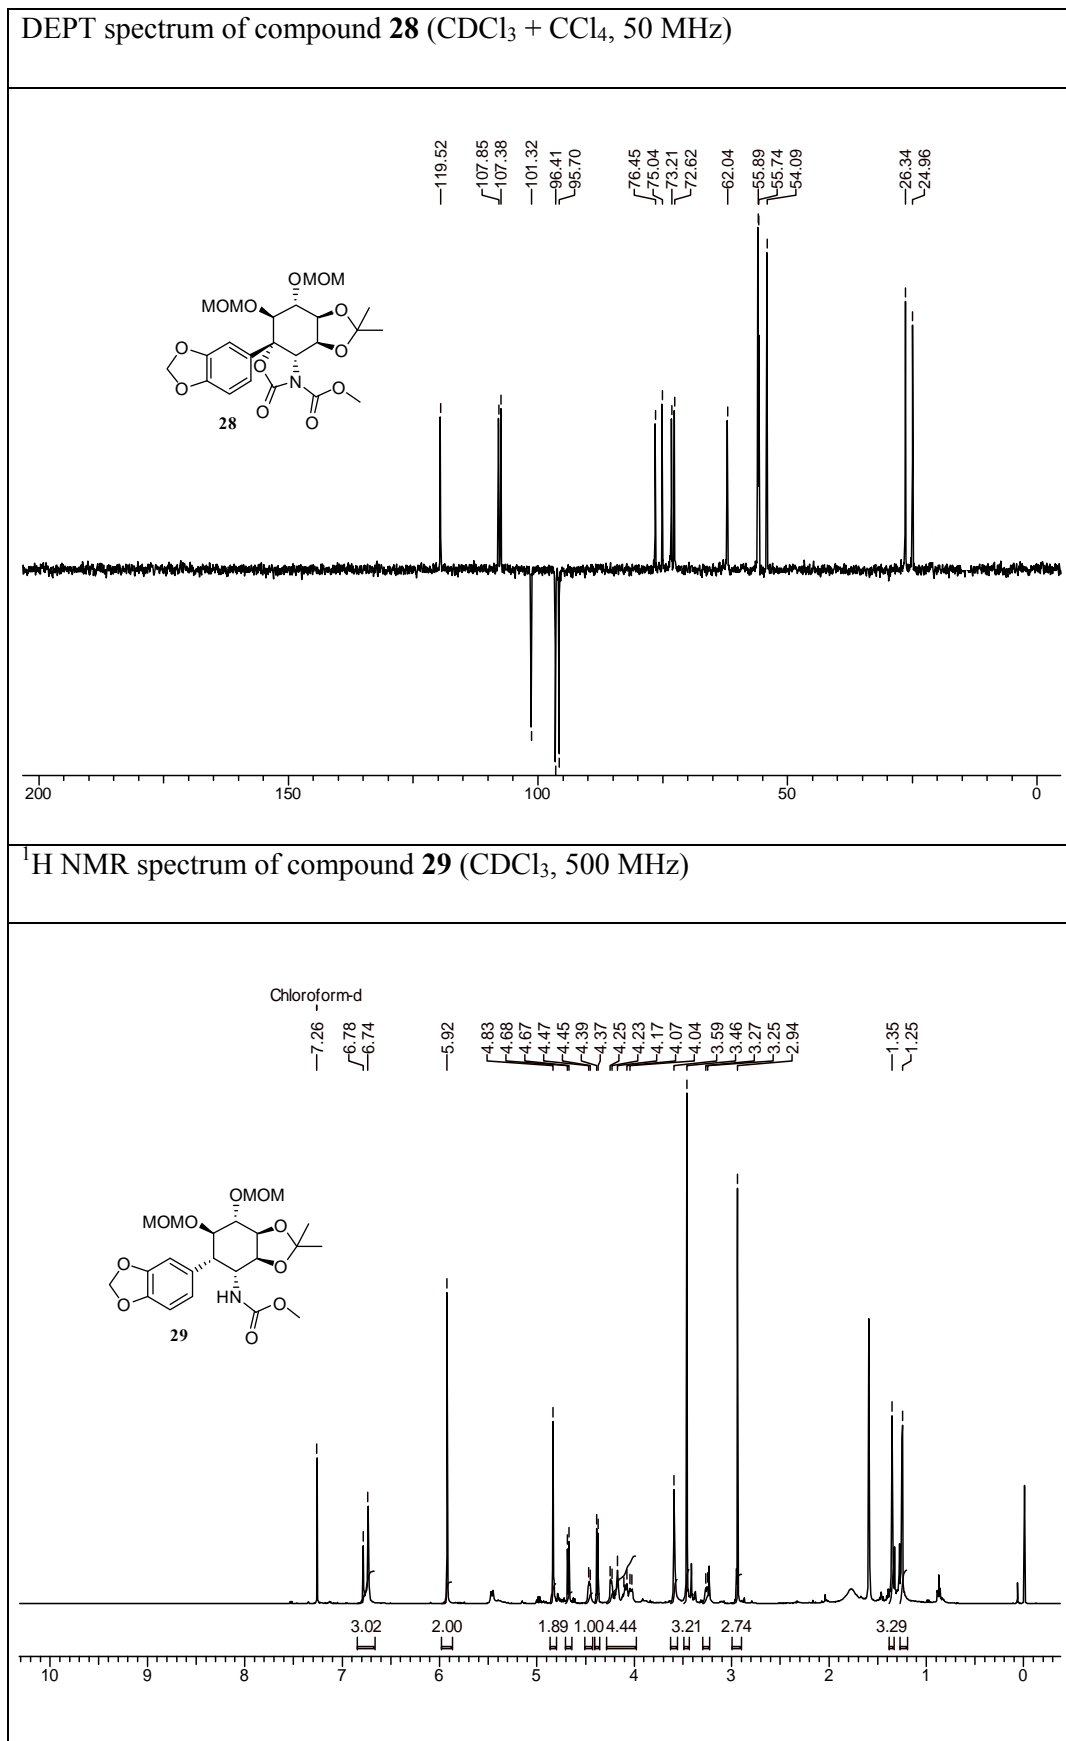 DEPT spectrum of compound 28 (CDCl3 + CCl4, 50 MHz)
119.52
107.85
107.38
101.32
96.41
95.70
76.45
75.04
73.21
72.62
62.04
55.89
55.74
54.09
26.34
24.96
OMOM
MOMO
O
O
O
O
O
N
O
O
O
28
200 150 100 50 0
1H NMR spectrum of compound 29 (CDCl3, 500 MHz)
Chloroform-d
7.26
6.78
6.74
5.92
4.83
4.68
4.67
4.47
4.45
4.39
4.37
4.25
4.23
4.17
4.07
4.04
3.59
3.46
3.27
3.25
2.94
1.35
1.25
OMOM
MOMO
O
O
O
O
HN
O
O
29
3.02 2.00 1.89 1.00 4.44 3.21 2.74 3.29
10 9 8 7 6 5 4 3 2 1 0